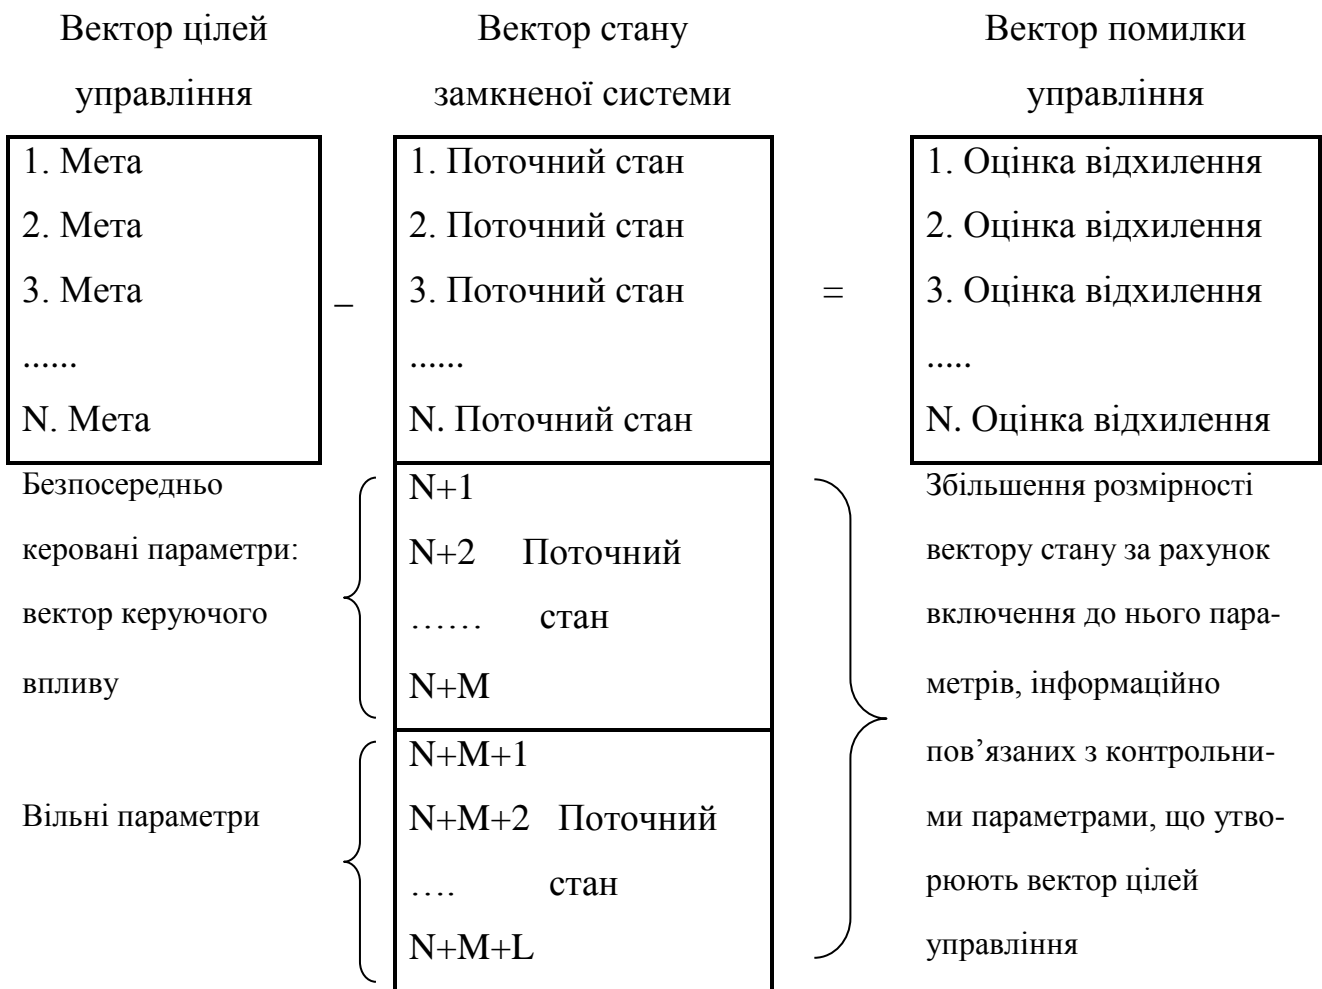 Вектор цілей
управління
Вектор стану
замкненої системи
Вектор помилки
управління
1. Мета
2. Мета
3. Мета
......
N. Мета
–
1. Поточний стан
2. Поточний стан
3. Поточний стан
......
N. Поточний стан
=
1. Оцінка відхилення
2. Оцінка відхилення
3. Оцінка відхилення
.....
N. Оцінка відхилення
Безпосередньо
керовані параметри:
вектор керуючого
впливу
N+1
N+2 Поточний
…… стан
N+M
Вільні параметри
N+M+1
N+M+2 Поточний
…. стан
N+M+L
Збільшення розмірності
вектору стану за рахунок
включення до нього пара-
метрів, інформаційно
пов’язаних з контрольни-
ми параметрами, що утво-
рюють вектор цілей
управління